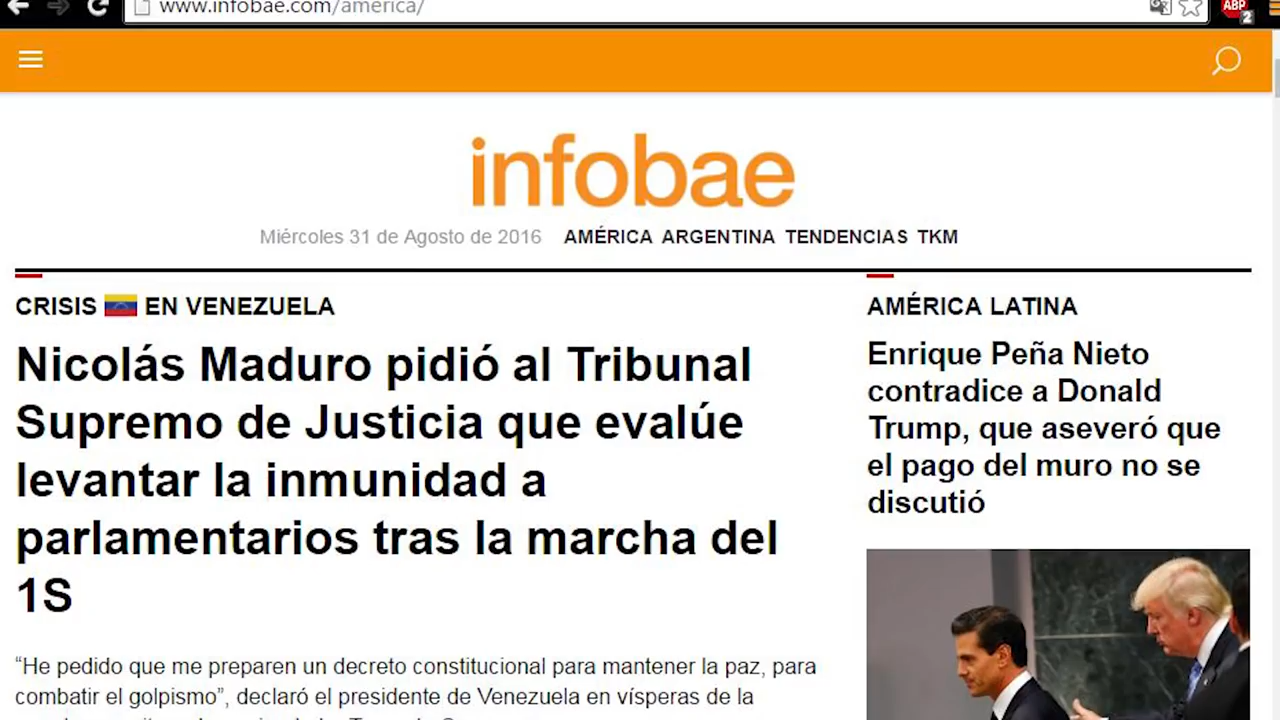 www.infobae.com/america/
ABP
2
infobae
Miércoles 31 de Agosto de 2016 AMÉRICA ARGENTINA TENDENCIAS TKM
CRISIS EN VENEZUELA
Nicolás Maduro pidió al Tribunal
Supremo de Justicia que evalúe
levantar la inmunidad a
parlamentarios tras la marcha del
1S
“He pedido que me preparen un decreto constitucional para mantener la paz, para
combatir el golpismo”, declaró el presidente de Venezuela en vísperas de la
AMÉRICA LATINA
Enrique Peña Nieto
contradice a Donald
Trump, que aseveró que
el pago del muro no se
discutió